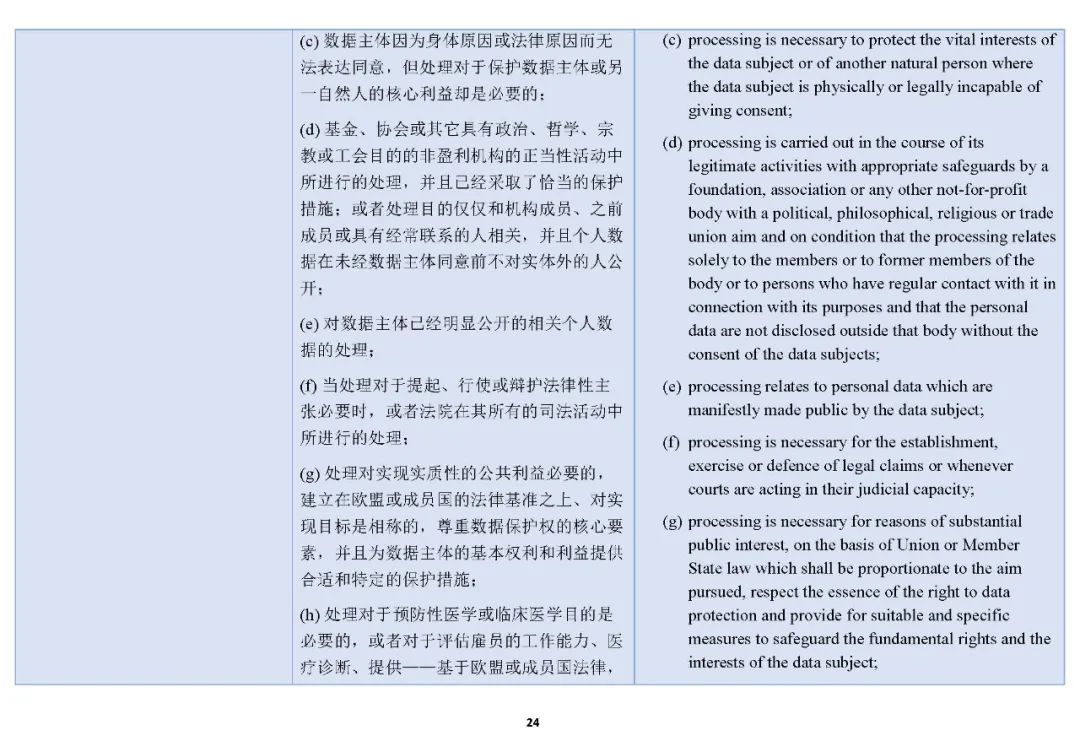 (c) 数据主体因为身体原因或法律原因而无
法表达同意，但处理对于保护数据主体或另
一自然人的核心利益却是必要的；
(d) 基金、协会或其它具有政治、哲学、宗
教或工会目的的非盈利机构的正当性活动中
所进行的处理，并且已经采取了恰当的保护
措施；或者处理目的仅仅和机构成员、之前
成员或具有经常联系的人相关，并且个人数
据在未经数据主体同意前不对实体外的人公
开；
(e) 对数据主体已经明显公开的相关个人数
据的处理；
(f) 当处理对于提起、行使或辩护法律性主
张必要时，或者法院在其所有的司法活动中
所进行的处理；
(g) 处理对实现实质性的公共利益必要的，
建立在欧盟或成员国的法律基准之上、对实
现目标是相称的，尊重数据保护权的核心要
素，并且为数据主体的基本权利和利益提供
合适和特定的保护措施；
(h) 处理对于预防性医学或临床医学目的是
必要的，或者对于评估雇员的工作能力、医
疗诊断、提供——基于欧盟或成员国法律，
(c) processing is necessary to protect the vital interests of
the data subject or of another natural person where
the data subject is physically or legally incapable of
giving consent;
(d) processing is carried out in the course of its
legitimate activities with appropriate safeguards by a
foundation, association or any other not-for-profit
body with a political, philosophical, religious or trade
union aim and on condition that the processing relates
solely to the members or to former members of the
body or to persons who have regular contact with it in
connection with its purposes and that the personal
data are not disclosed outside that body without the
consent of the data subjects;
(e) processing relates to personal data which are
manifestly made public by the data subject;
(f) processing is necessary for the establishment,
exercise or defence of legal claims or whenever
courts are acting in their judicial capacity;
(g) processing is necessary for reasons of substantial
public interest, on the basis of Union or Member
State law which shall be proportionate to the aim
pursued, respect the essence of the right to data
protection and provide for suitable and specific
measures to safeguard the fundamental rights and the
interests of the data subject;
24